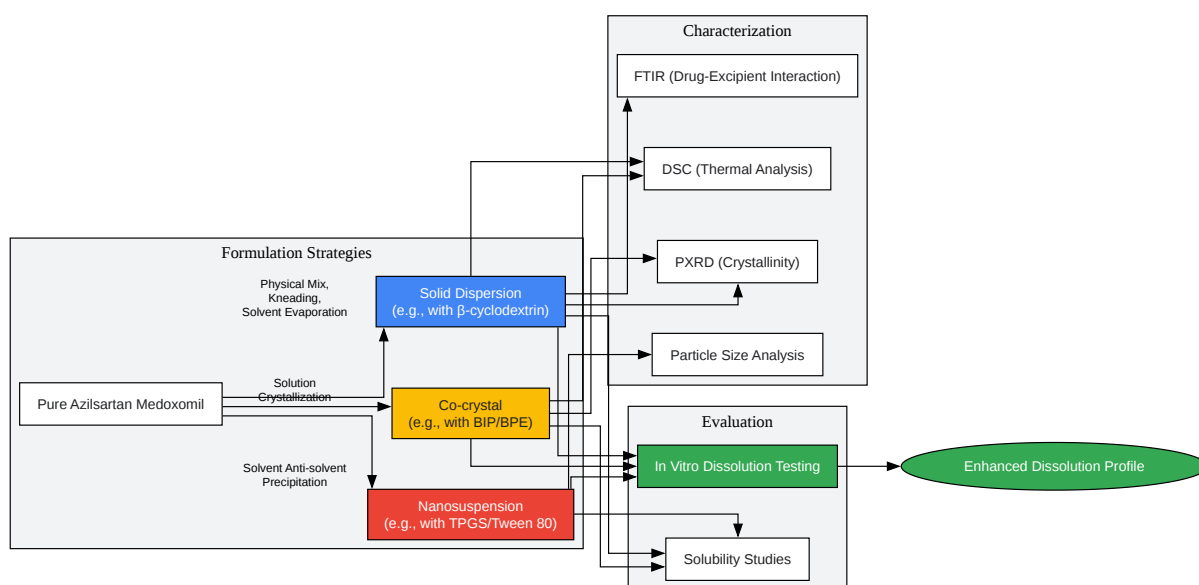 Characterization
FTIR (Drug-Excipient Interaction)
DSC (Thermal Analysis)
Formulation Strategies
PXRD (Crystallinity)
Physical Mix,
Kneading,
Solvent Evaporation
Solid Dispersion
(e.g., with β-cyclodextrin)
Particle Size Analysis
Solution
Crystallization
Pure Azilsartan Medoxomil
Co-crystal
(e.g., with BIP/BPE)
Evaluation
Solvent Anti-solvent
Precipitation
In Vitro Dissolution Testing
Enhanced Dissolution Profile
Nanosuspension
(e.g., with TPGS/Tween 80)
Solubility Studies